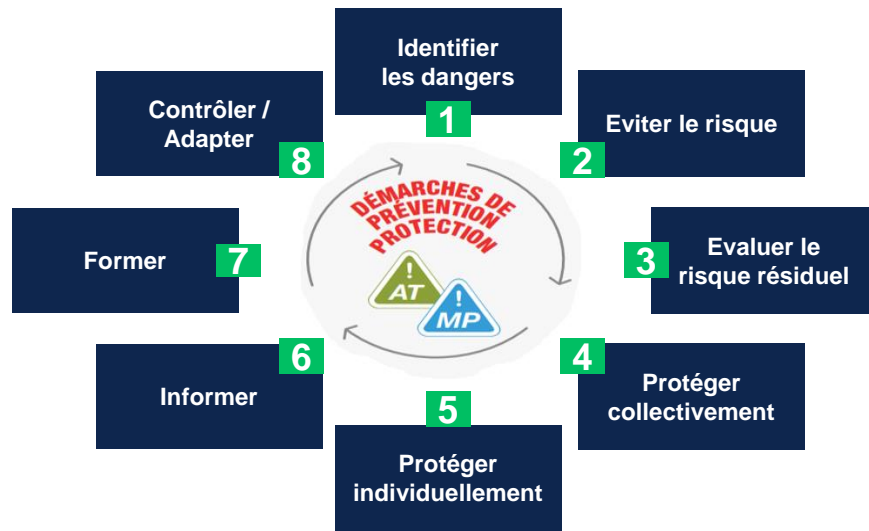 Identifier
les dangers
1
Eviter le risque
2
Evaluer le
risque résiduel
3
Protéger
collectivement
4
Protéger
individuellement
5
Informer
6
Former
7
Contrôler /
Adapter
8
DÉMARCHES DE
PRÉVENTION
PROTECTION
!
AT
!
MP